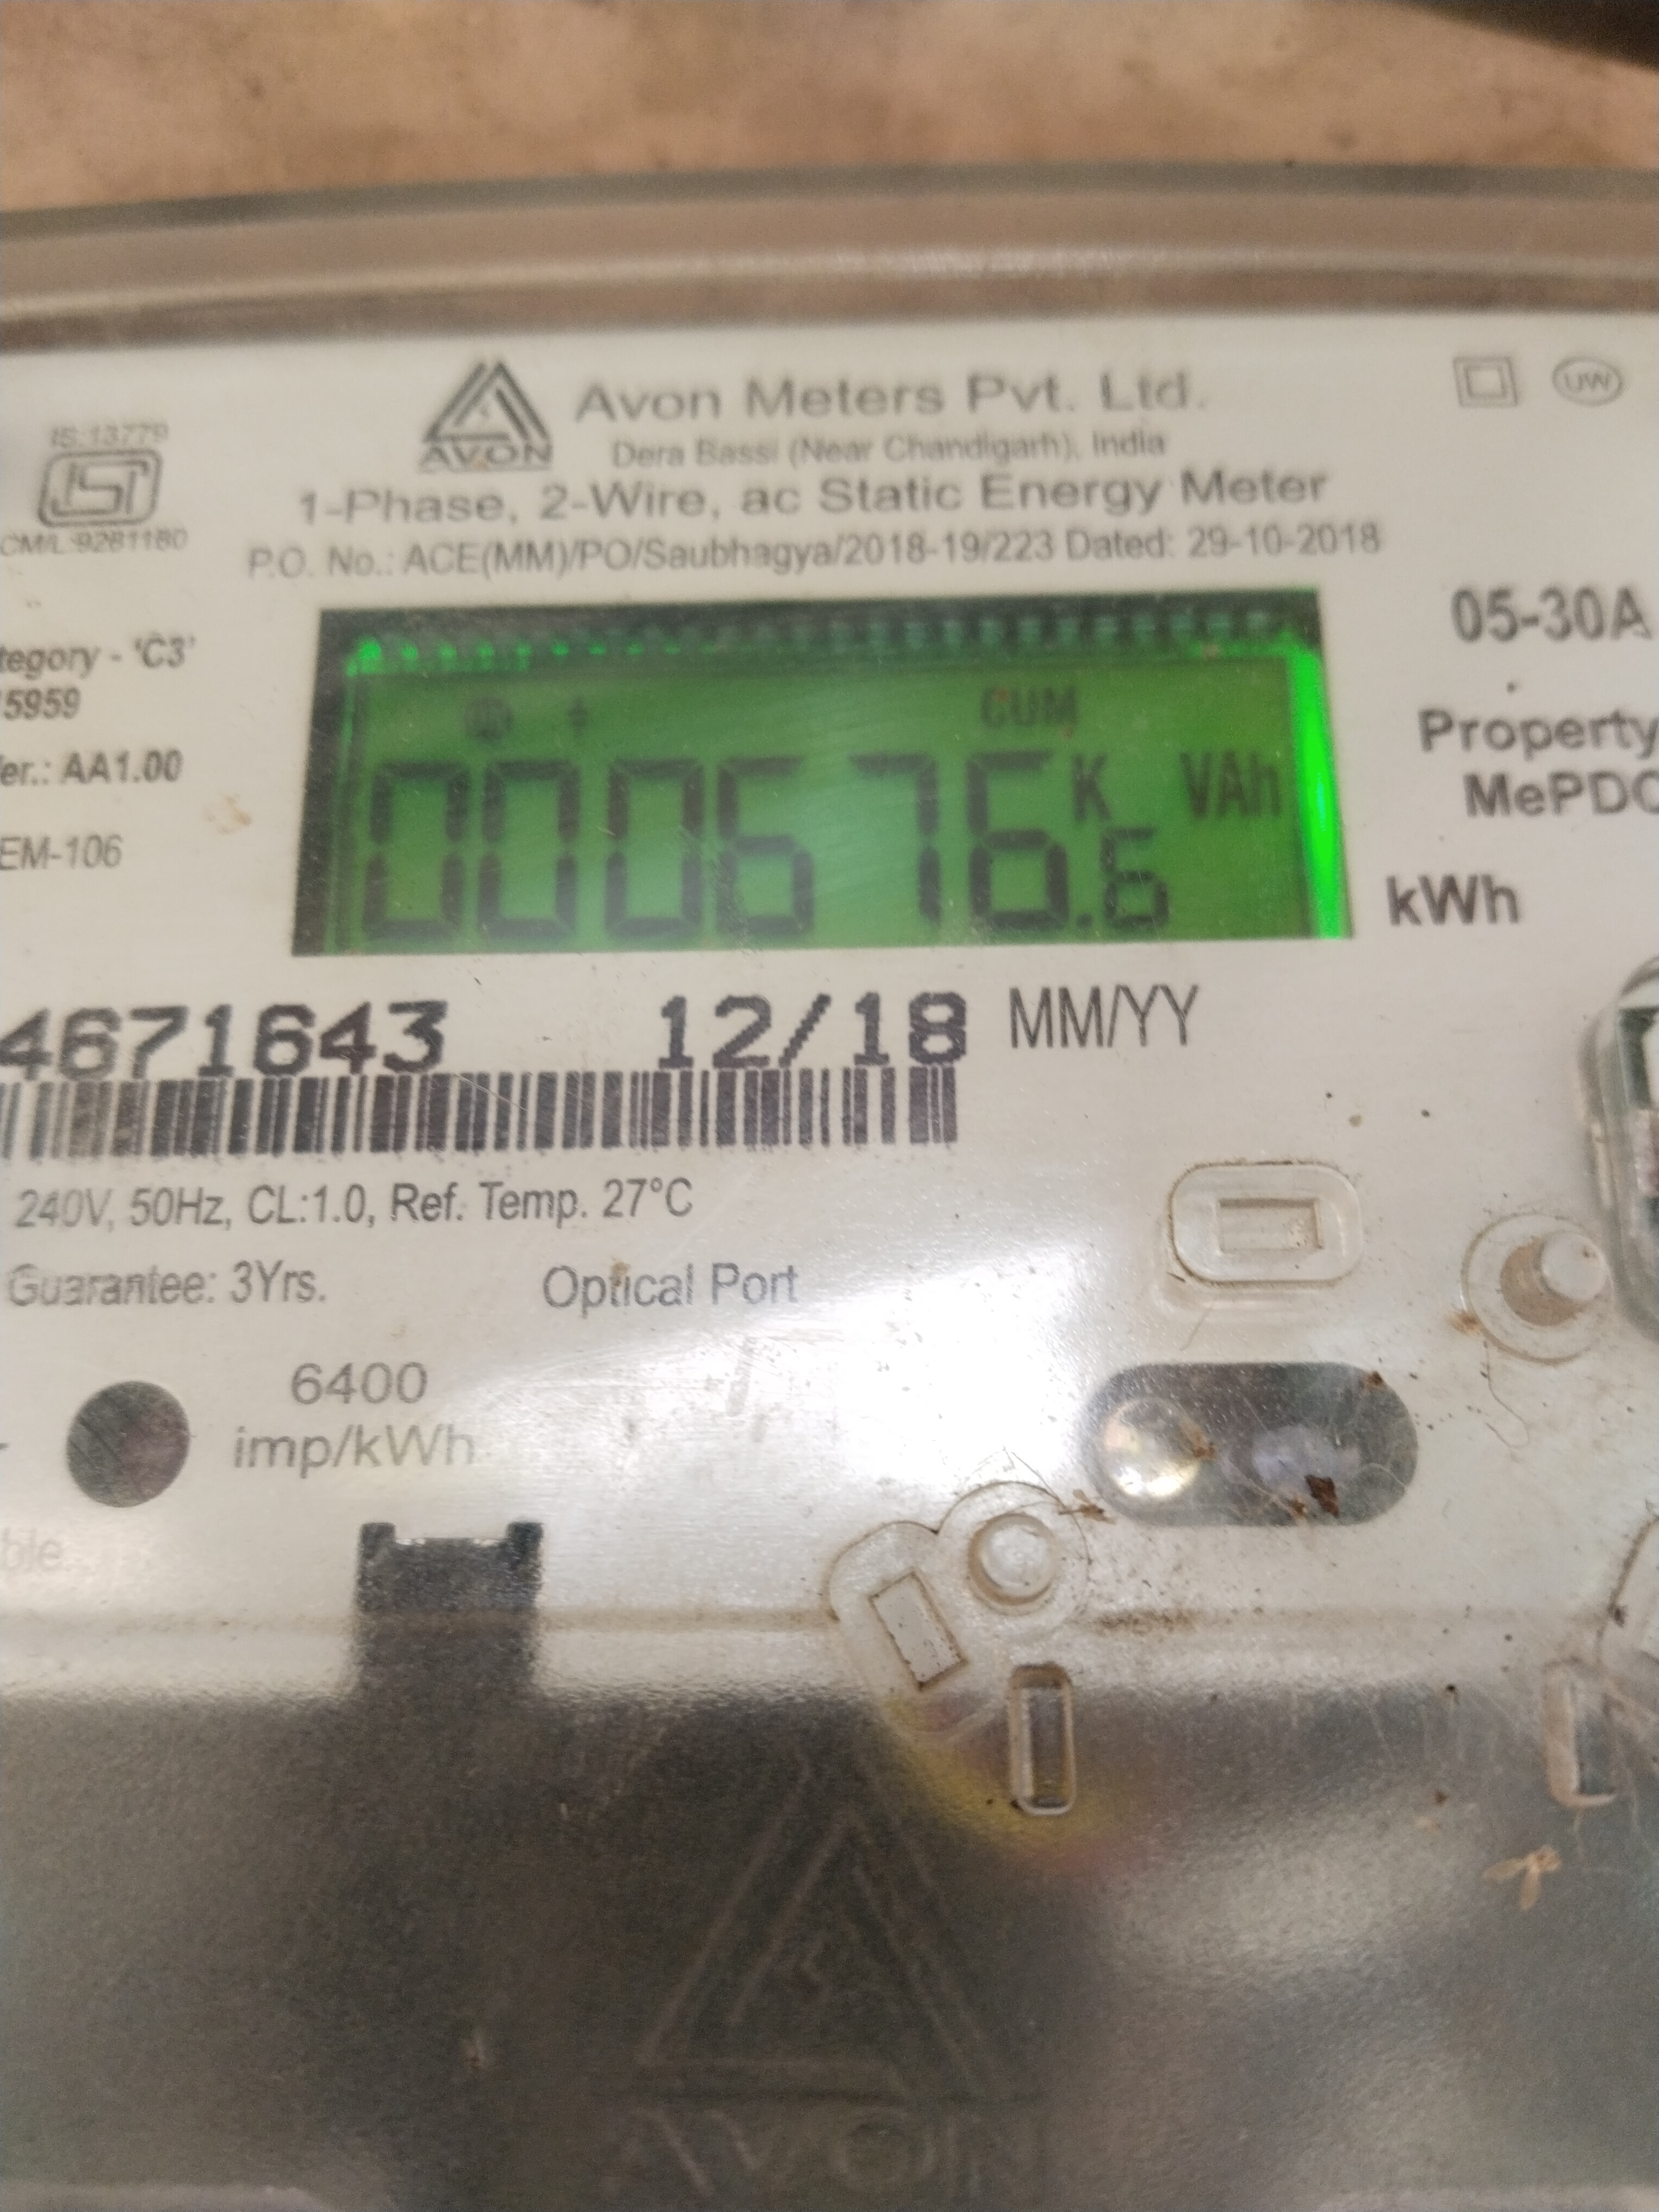 Avon Meters Pvt. Ltd.
UW
IS:13779
AVON
Dera Bassi (Near Chandigarh), India
ISI
1-Phase, 2-Wire, ac Static Energy Meter
CM/L:9281180
P.O. No.: ACE(MM)/PO/Saubhagya/2018-19/223 Dated: 29-10-2018
05-30A
tegory - 'C3'
5959
CUM
Property
er.: AA1.00
000676.6 K VAh
MePDC
EM-106
kWh
4671643 12/18 MM/YY
240V, 50Hz, CL:1.0, Ref. Temp. 27°C
Guarantee: 3Yrs.
Optical Port
6400
imp/kWh
ble
AVON